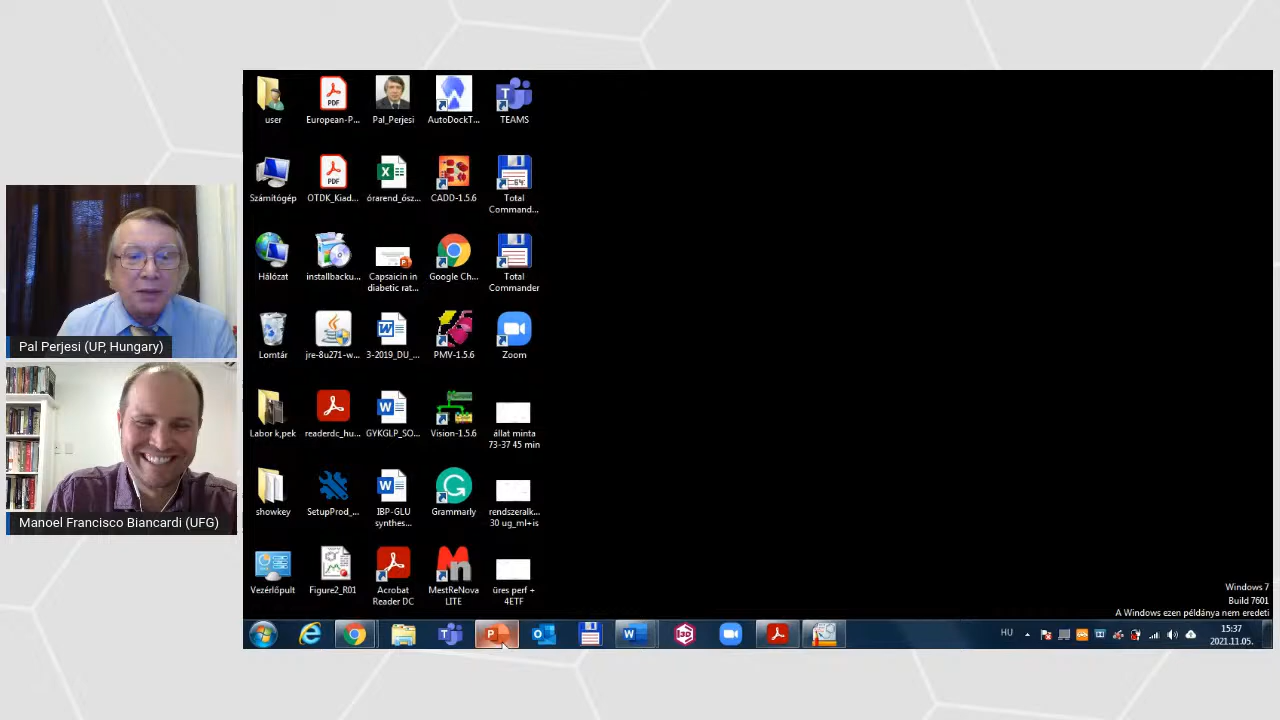 user
European-P...
Pal_Perjesi
AutoDockT...
TEAMS
Számítógép
OTDK_Kiad...
órarend_ősz...
CADD-1.5.6
Total
Command...
Hálózat
installbacku...
Capsaicin in
diabetic rat...
Google Ch...
Total
Commander
Lomtár
jre-8u271-w...
3-2019_DU_...
PMV-1.5.6
Zoom
Labor k,pek
readerdc_hu...
GYKGLP_SO...
Vision-1.5.6
állat minta
73-37 45 min
showkey
SetupProd_...
IBP-GLU
synthes...
Grammarly
rendszeralk...
30 ug_ml+is
Vezérlőpult
Figure2_R01
Acrobat
Reader DC
MestReNova
LITE
üres perf +
4ETF
PDF
PDF
64
Pal Perjesi (UP, Hungary)
Manoel Francisco Biancardi (UFG)
Windows 7
Build 7601
A Windows ezen példánya nem eredeti
HU
15:37
2021.11.05.